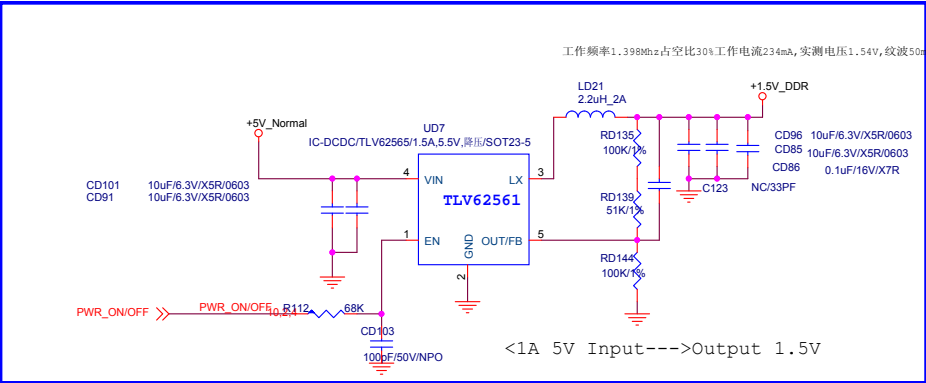 工作频率1.398Mhz占空比30%工作电流234mA,实测电压1.54V,纹波50m
LD21
2.2uH_2A
+1.5V_DDR
+5V_Normal
UD7
IC-DCDC/TLV62565/1.5A,5.5V,降压/SOT23-5
RD135
100K/1%
CD96 10uF/6.3V/X5R/0603
CD85 10uF/6.3V/X5R/0603
CD86 0.1uF/16V/X7R
C123 NC/33PF
CD101 10uF/6.3V/X5R/0603
CD91 10uF/6.3V/X5R/0603
4 VIN LX 3
TLV62561
RD139
51K/1%
1 EN OUT/FB 5
GND
2
RD144
100K/1%
PWR_ON/OFF PWR_ON/OFF R112 68K
CD103
100pF/50V/NPO
<1A 5V Input--->Output 1.5V